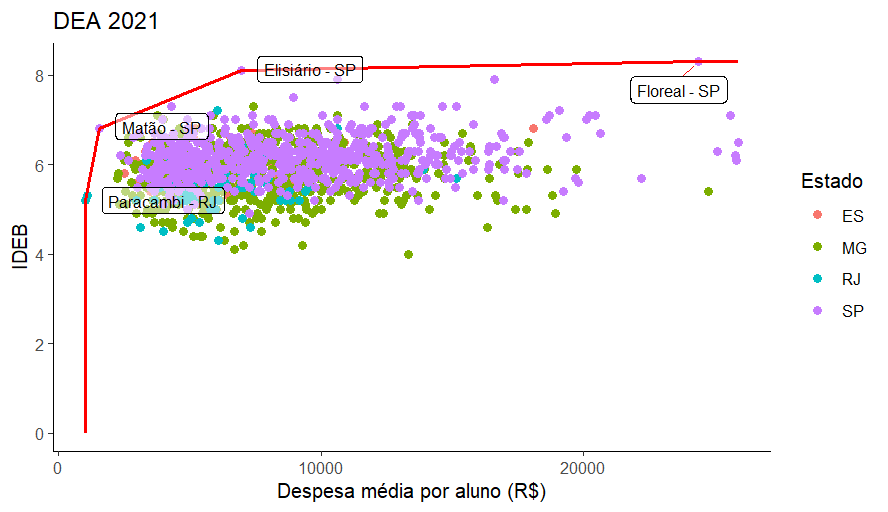 DEA 2021
8
6
4
2
0
IDEB
Elisiário - SP
Floreal - SP
Matão - SP
Paracambi - RJ
0
10000
20000
Despesa média por aluno (R$)
Estado
ES
MG
RJ
SP